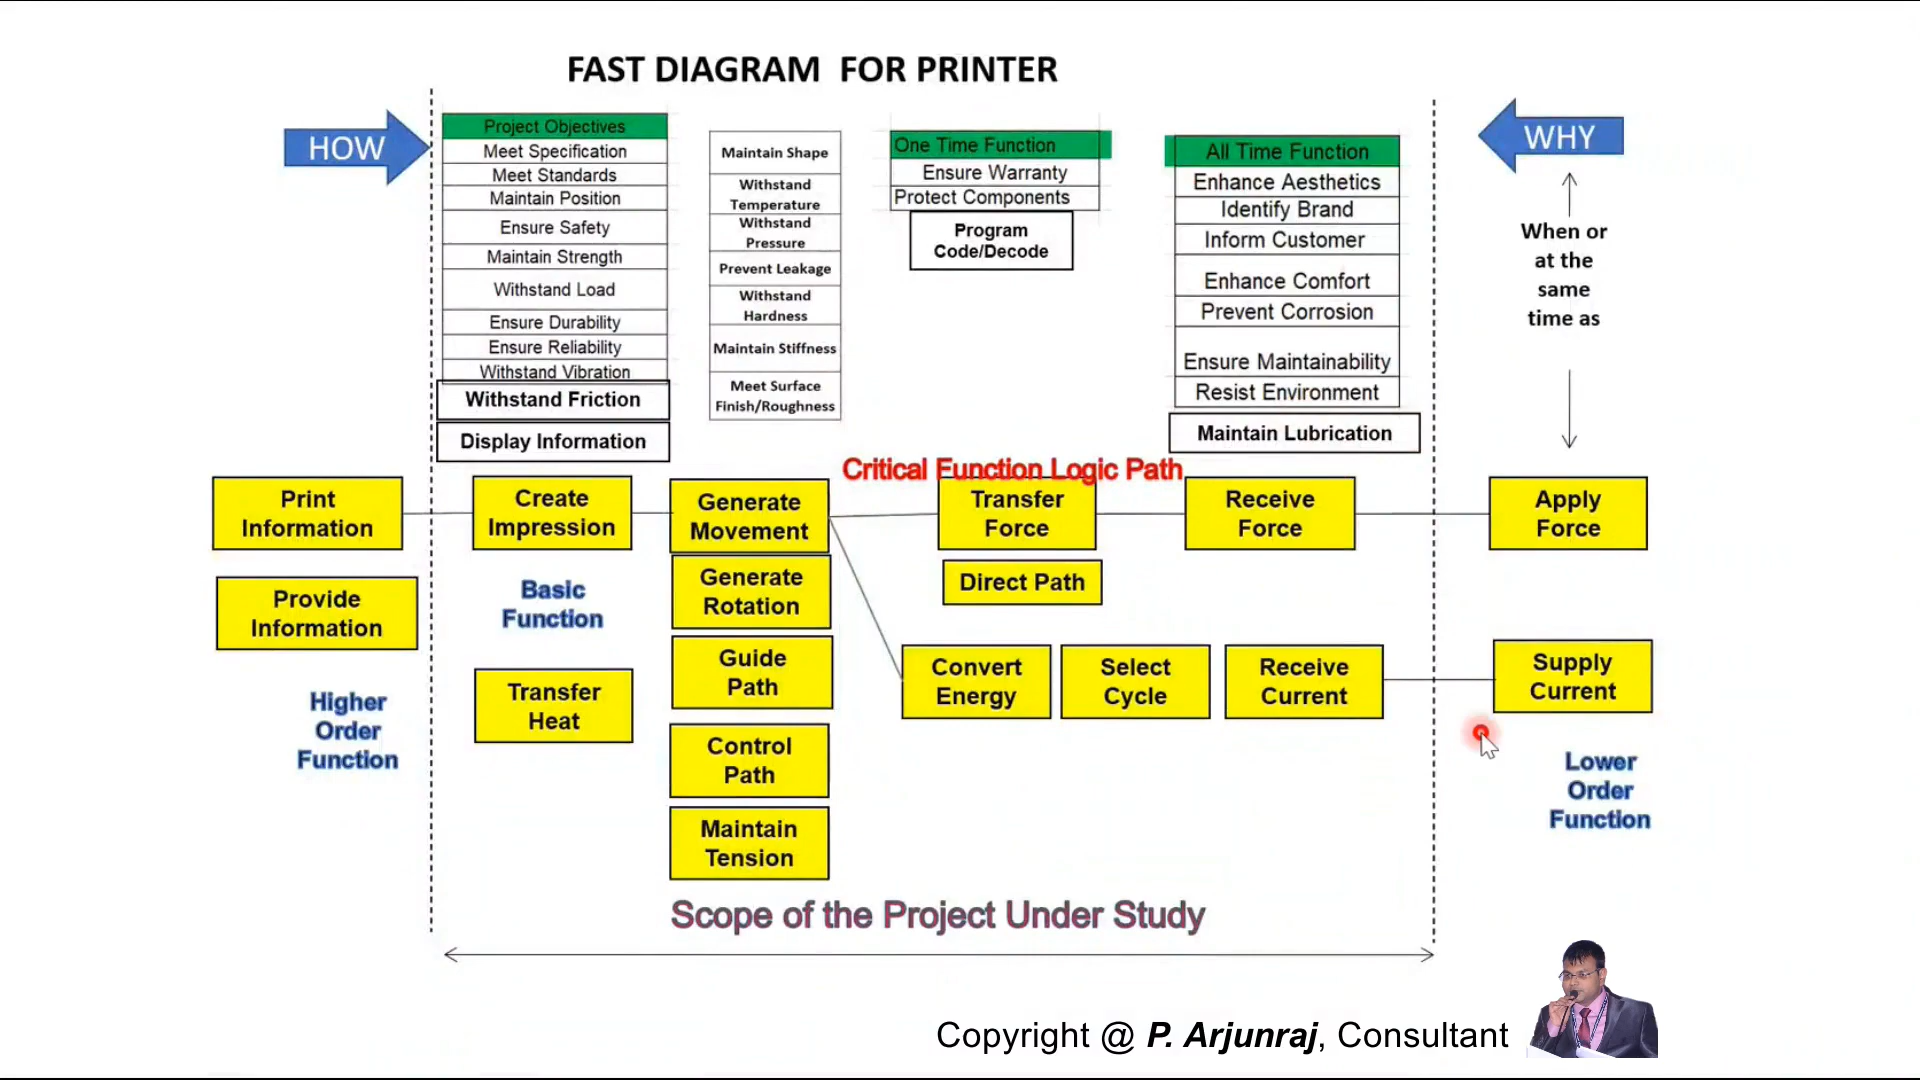 FAST DIAGRAM FOR PRINTER
HOW
Project Objectives
Meet Specification
Meet Standards
Maintain Position
Ensure Safety
Maintain Strength
Withstand Load
Ensure Durability
Ensure Reliability
Withstand Vibration
Withstand Friction
Display Information
Maintain Shape
Withstand
Temperature
Withstand
Pressure
Prevent Leakage
Withstand
Hardness
Maintain Stiffness
Meet Surface
Finish/Roughness
One Time Function
Ensure Warranty
Protect Components
Program
Code/Decode
All Time Function
Enhance Aesthetics
Identify Brand
Inform Customer
Enhance Comfort
Prevent Corrosion
Ensure Maintainability
Resist Environment
Maintain Lubrication
WHY
When or
at the
same
time as
Critical Function Logic Path
Print
Information
Create
Impression
Generate
Movement
Transfer
Force
Receive
Force
Apply
Force
Provide
Information
Basic
Function
Generate
Rotation
Direct Path
Higher
Order
Function
Transfer
Heat
Guide
Path
Convert
Energy
Select
Cycle
Receive
Current
Supply
Current
Control
Path
Lower
Order
Function
Maintain
Tension
Scope of the Project Under Study
Copyright @ P. Arjunraj, Consultant